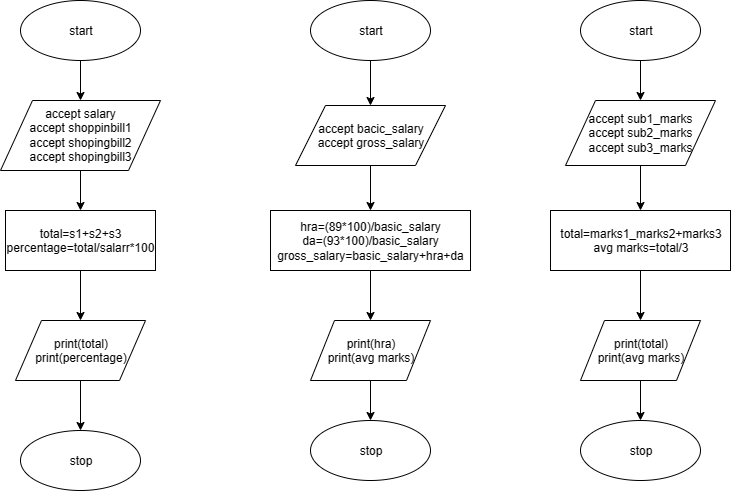 start
accept salary
accept shoppinbill1
accept shopingbill2
accept shopingbill3
total=s1+s2+s3
percentage=total/salarr*100
print(total)
print(percentage)
stop
start
accept bacic_salary
accept gross_salary
hra=(89*100)/basic_salary
da=(93*100)/basic_salary
gross_salary=basic_salary+hra+da
print(hra)
print(avg marks)
stop
start
accept sub1_marks
accept sub2_marks
accept sub3_marks
total=marks1_marks2+marks3
avg marks=total/3
print(total)
print(avg marks)
stop